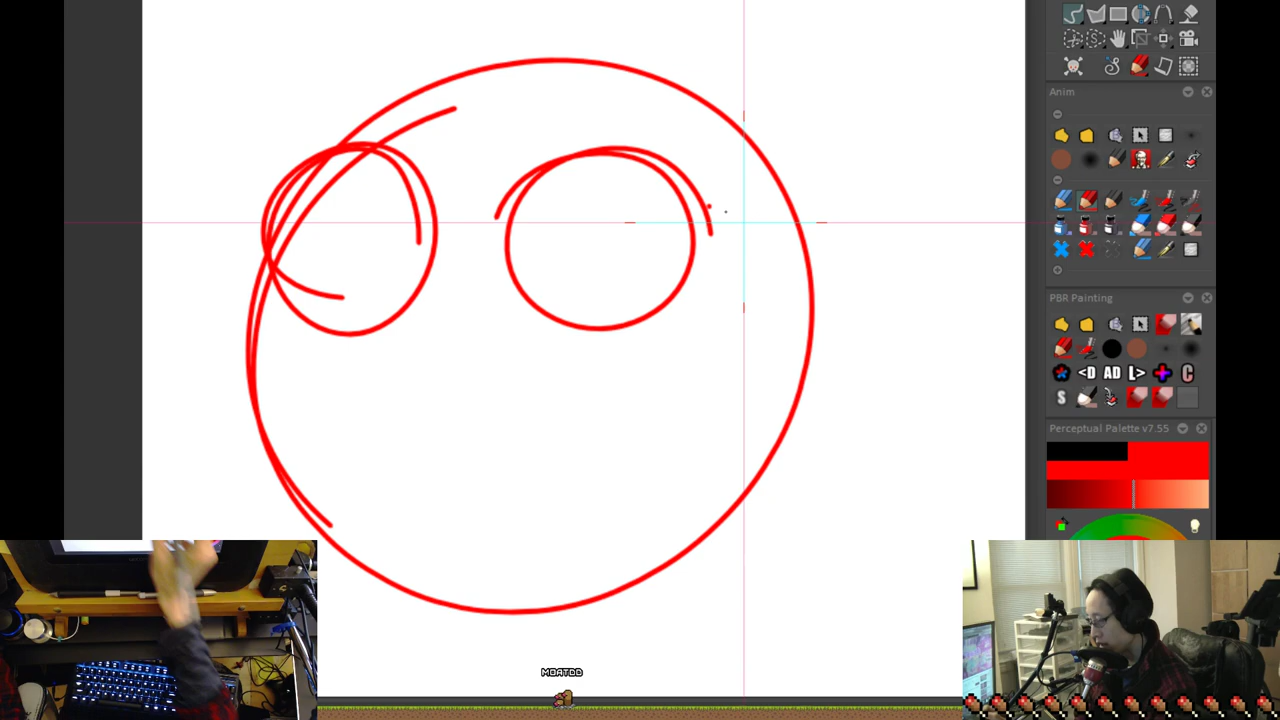 Anim
PBR Painting
<D AD L> C
S
Perceptual Palette v7.55
MOATDD